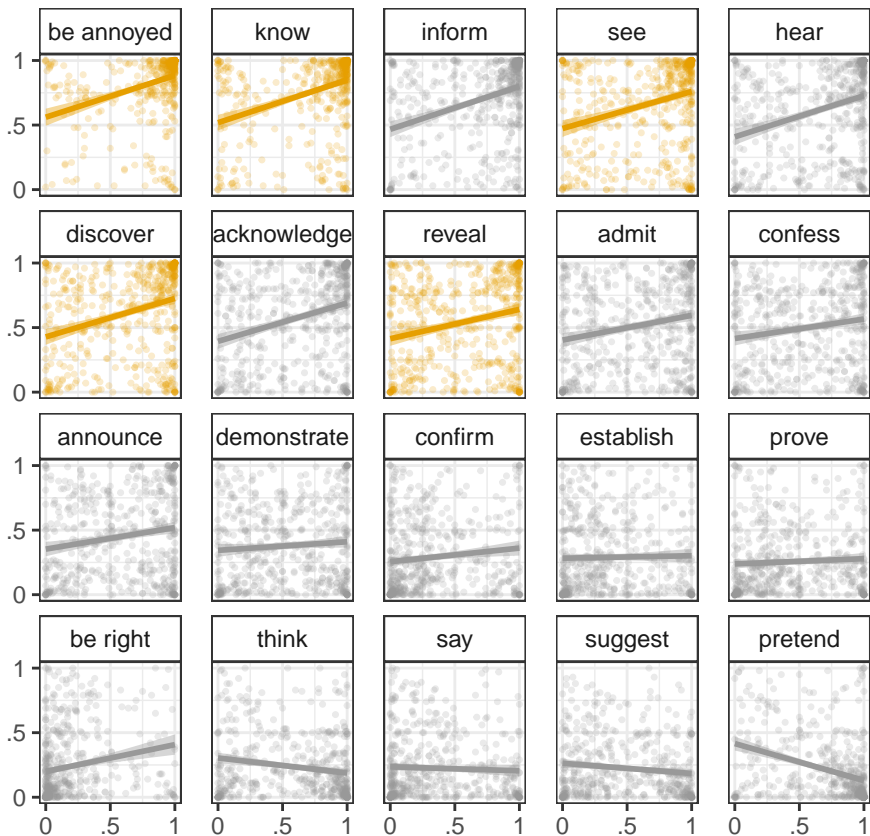 be annoyed know inform see hear
1
.5
0
discover acknowledge reveal admit confess
1
.5
0
announce demonstrate confirm establish prove
1
.5
0
be right think say suggest pretend
1
.5
0
0 .5 1 0 .5 1 0 .5 1 0 .5 1 0 .5 1